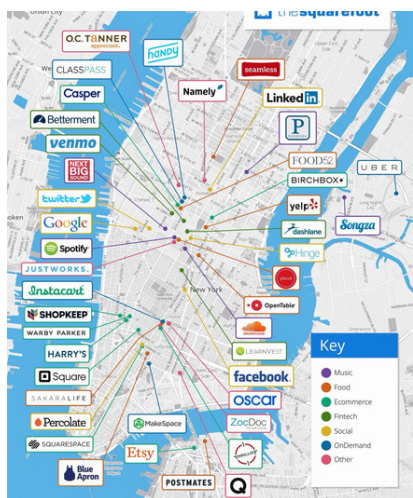 thesquarefoot
O.C.TANNER
appreciate.
handy
CLASSPASS
seamless
Casper
Namely
LinkedIn
Betterment
P
venmo
FOOD52
NEXT
BIG
SOUND
UBER
BIRCHBOX
twitter
yelp
Google
dashlane
Songza
Spotify
Hinge
JUSTWORKS.
Instacart
New York
OpenTable
SHOPKEEP
WARBY PARKER
SOUNDCLOUD
HARRY'S
LEARNVEST
Key
Square
facebook.
Music
SAKARALIFE
OSCAR
Food
Ecommerce
Percolate
MakeSpace
ZocDoc
Fintech
Social
SQUARESPACE
OnDemand
Etsy
Other
Blue
Apron
POSTMATES
Q